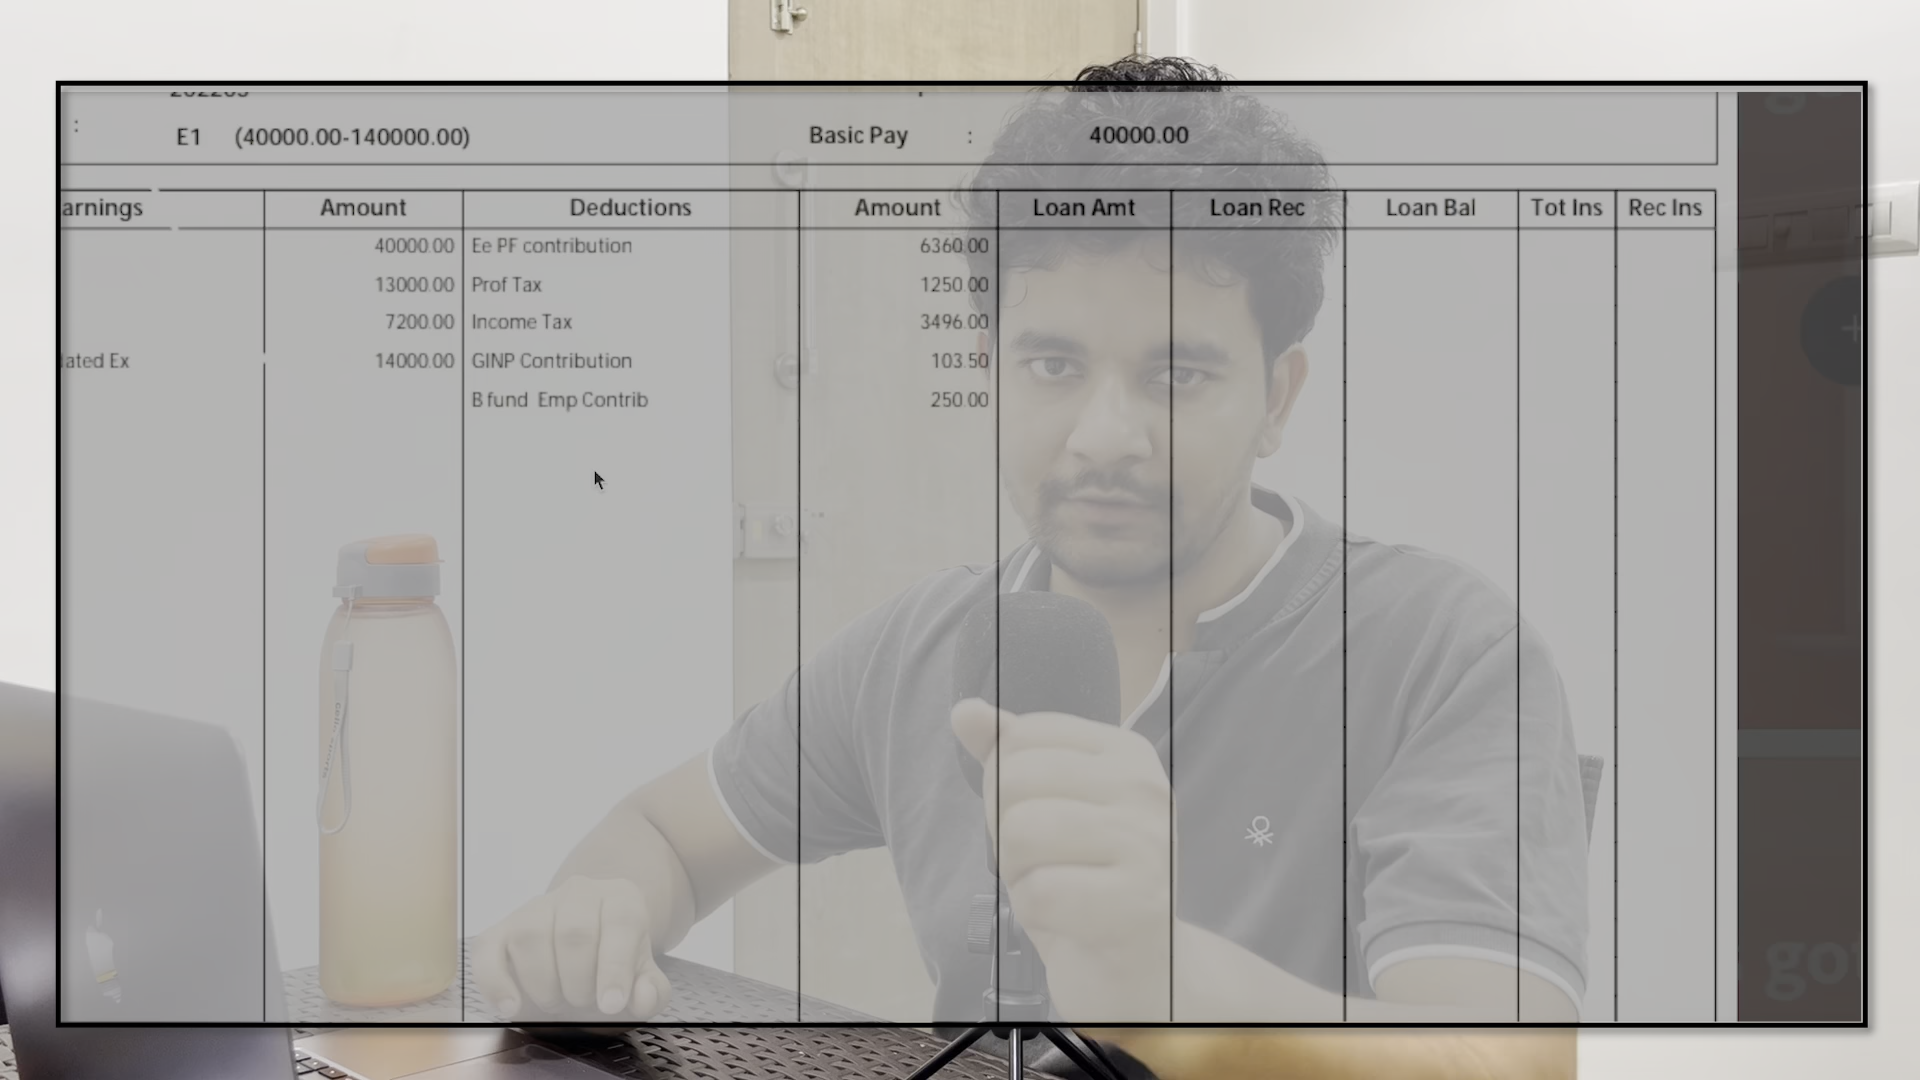 E1 (40000.00-140000.00) Basic Pay : 40000.00
arnings Amount Deductions Amount Loan Amt Loan Rec Loan Bal Tot Ins Rec Ins
40000.00 Ee PF contribution 6360.00
13000.00 Prof Tax 1250.00
7200.00 Income Tax 3496.00
lated Ex 14000.00 GINP Contribution 103.50
B fund Emp Contrib 250.00
go